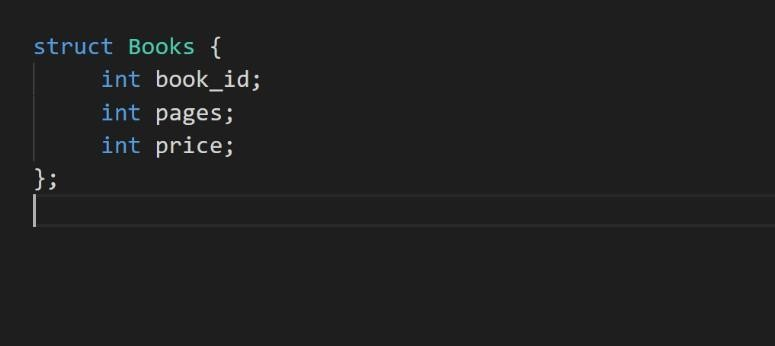 struct Books {
     int book_id;
     int pages;
     int price;
};